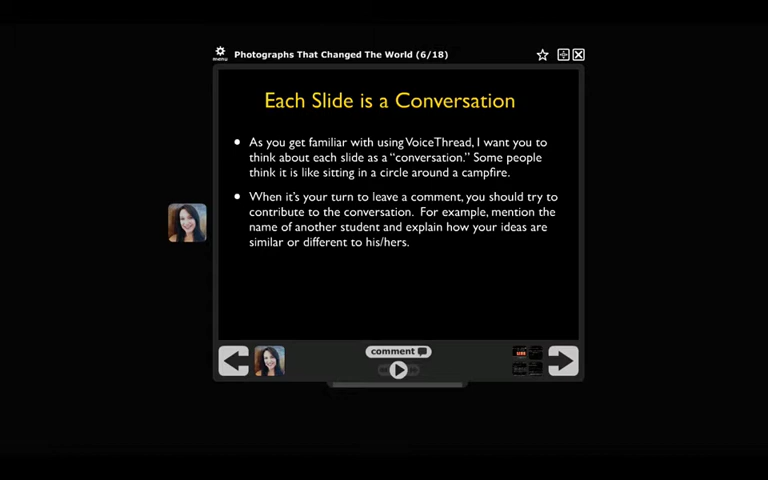 menu
Photographs That Changed The World (6/18)
Each Slide is a Conversation
• As you get familiar with using VoiceThread, I want you to
think about each slide as a “conversation.” Some people
think it is like sitting in a circle around a campfire.
• When it’s your turn to leave a comment, you should try to
contribute to the conversation. For example, mention the
name of another student and explain how your ideas are
similar or different to his/hers.
comment